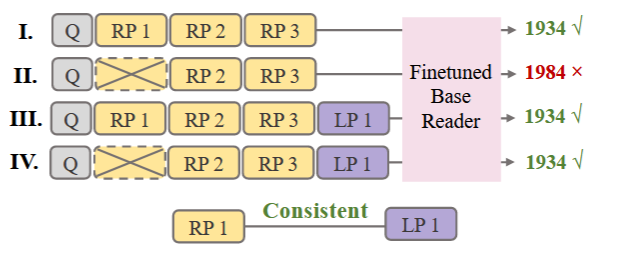 I. Q RP 1 RP 2 RP 3 1934 √
II. Q RP 2 RP 3 1984 ×
III. Q RP 1 RP 2 RP 3 LP 1 1934 √
IV. Q RP 2 RP 3 LP 1 1934 √
Finetuned
Base
Reader
Consistent
RP 1 LP 1